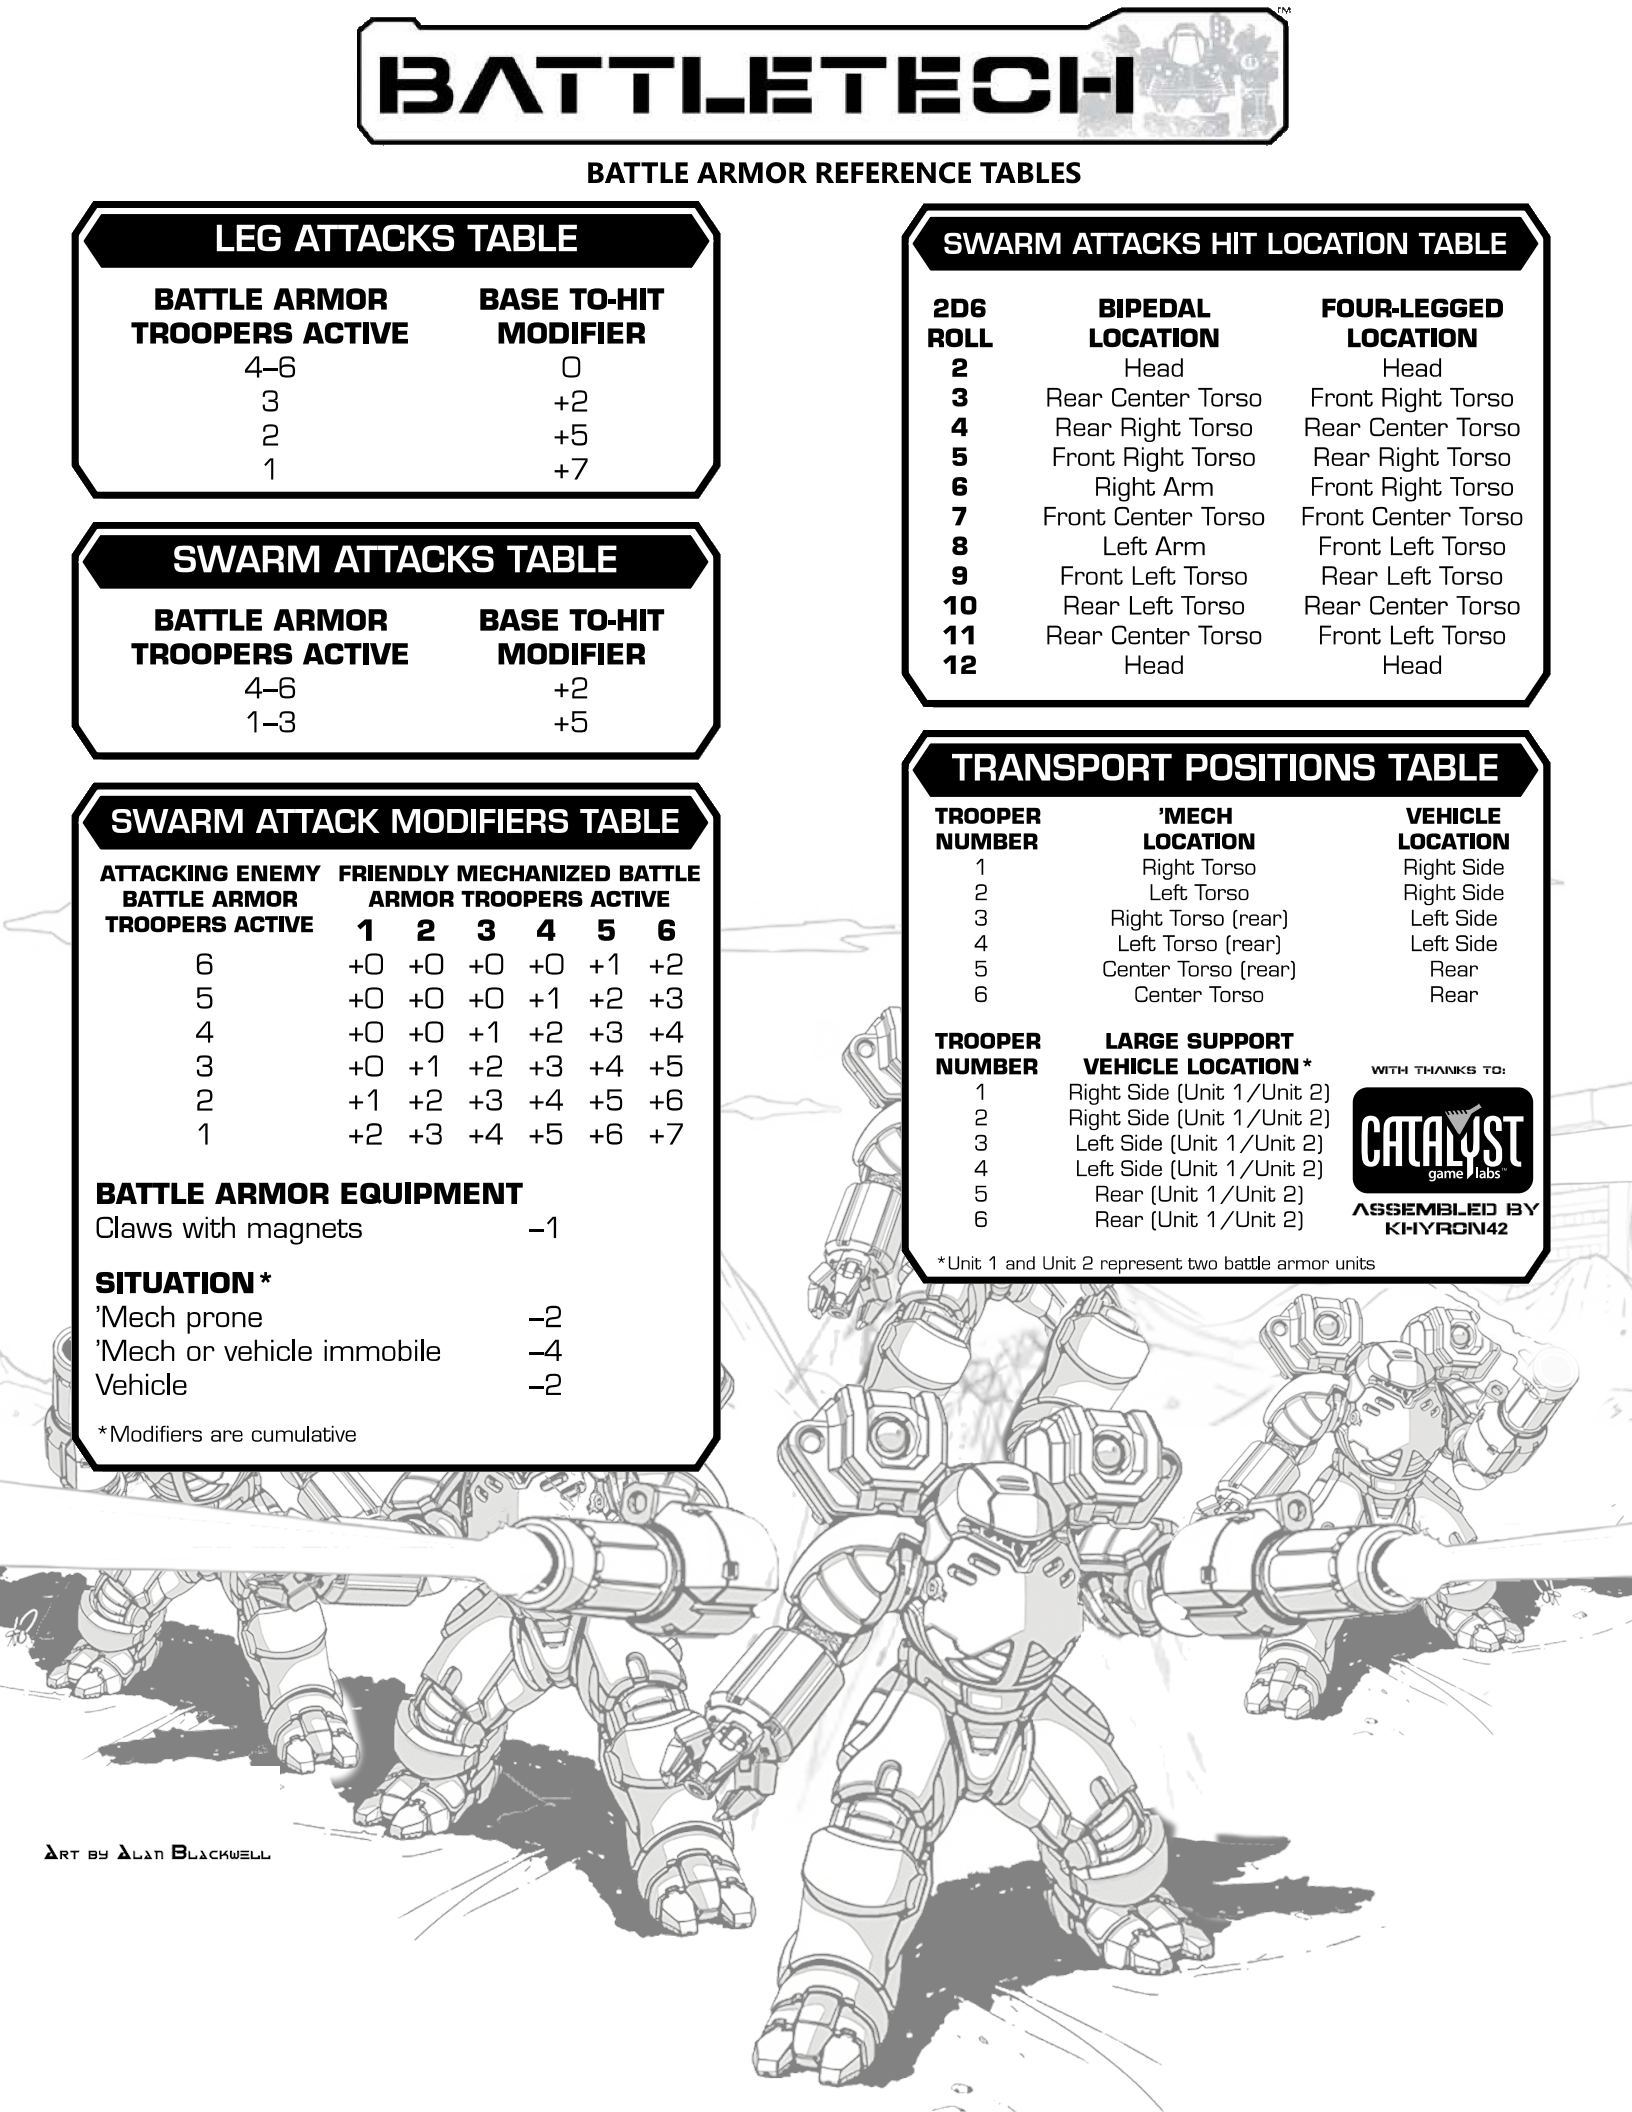 BATTLETECH™
BATTLE ARMOR REFERENCE TABLES
LEG ATTACKS TABLE
BATTLE ARMOR BASE TO-HIT
TROOPERS ACTIVE MODIFIER
4–6 0
3 +2
2 +5
1 +7
SWARM ATTACKS TABLE
BATTLE ARMOR BASE TO-HIT
TROOPERS ACTIVE MODIFIER
4–6 +2
1–3 +5
SWARM ATTACK MODIFIERS TABLE
ATTACKING ENEMY FRIENDLY MECHANIZED BATTLE
BATTLE ARMOR ARMOR TROOPERS ACTIVE
TROOPERS ACTIVE 1 2 3 4 5 6
6 +0 +0 +0 +0 +1 +2
5 +0 +0 +0 +1 +2 +3
4 +0 +0 +1 +2 +3 +4
3 +0 +1 +2 +3 +4 +5
2 +1 +2 +3 +4 +5 +6
1 +2 +3 +4 +5 +6 +7
BATTLE ARMOR EQUIPMENT
Claws with magnets –1
SITUATION*
'Mech prone –2
'Mech or vehicle immobile –4
Vehicle –2
*Modifiers are cumulative
SWARM ATTACKS HIT LOCATION TABLE
2D6 BIPEDAL FOUR-LEGGED
ROLL LOCATION LOCATION
2 Head Head
3 Rear Center Torso Front Right Torso
4 Rear Right Torso Rear Center Torso
5 Front Right Torso Rear Right Torso
6 Right Arm Front Right Torso
7 Front Center Torso Front Center Torso
8 Left Arm Front Left Torso
9 Front Left Torso Rear Left Torso
10 Rear Left Torso Rear Center Torso
11 Rear Center Torso Front Left Torso
12 Head Head
TRANSPORT POSITIONS TABLE
TROOPER 'MECH VEHICLE
NUMBER LOCATION LOCATION
1 Right Torso Right Side
2 Left Torso Right Side
3 Right Torso (rear) Left Side
4 Left Torso (rear) Left Side
5 Center Torso (rear) Rear
6 Center Torso Rear
TROOPER LARGE SUPPORT
NUMBER VEHICLE LOCATION*
1 Right Side (Unit 1/Unit 2)
2 Right Side (Unit 1/Unit 2)
3 Left Side (Unit 1/Unit 2)
4 Left Side (Unit 1/Unit 2)
5 Rear (Unit 1/Unit 2)
6 Rear (Unit 1/Unit 2)
*Unit 1 and Unit 2 represent two battle armor units
WITH THANKS TO:
CATALYST
game labs™
ASSEMBLED BY
KHYRON42
ART BY ALAN BLACKWELL